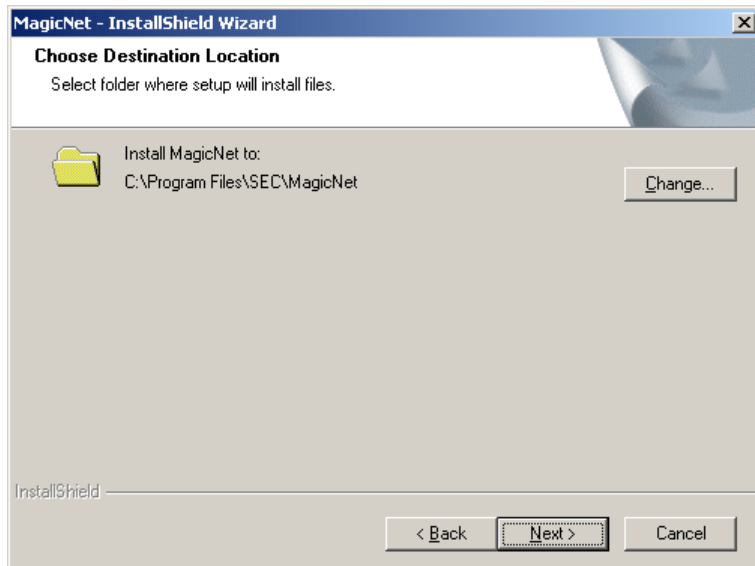 MagicNet - InstallShield Wizard
Choose Destination Location
Select folder where setup will install files.
Install MagicNet to:
C:\Program Files\SEC\MagicNet
Change...
InstallShield
< Back
Next >
Cancel